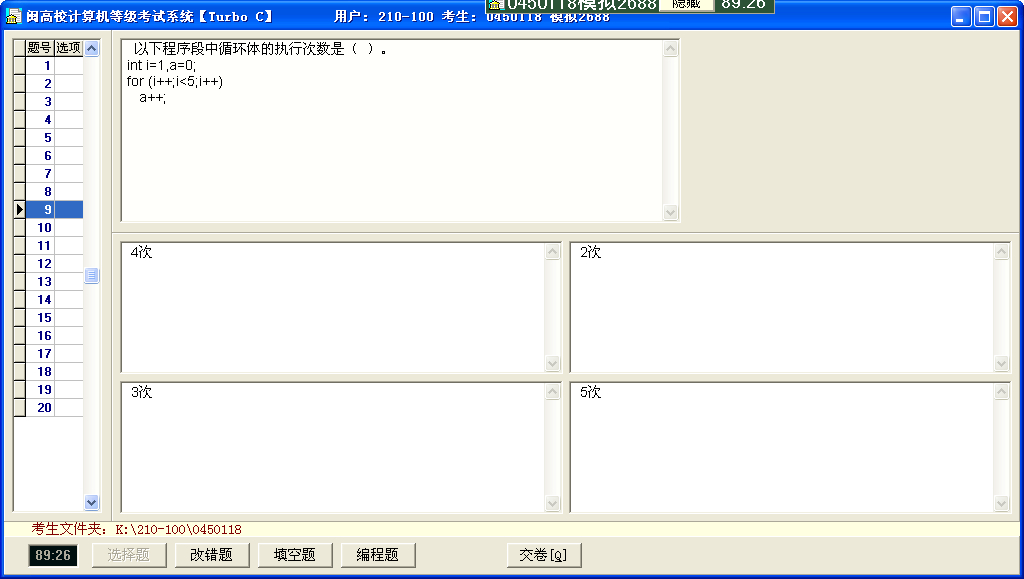 闽高校计算机等级考试系统【Turbo C】 用户: 210-100 考生: 0450118 模拟2688
0450118模拟2688 隐藏 89:26
题号 选项
1
2
3
4
5
6
7
8
9
10
11
12
13
14
15
16
17
18
19
20
以下程序段中循环体的执行次数是（ ）。
int i=1,a=0;
for (i++;i<5;i++)
a++;
4次
2次
3次
5次
考生文件夹: K:\210-100\0450118
89:26 选择题 改错题 填空题 编程题 交卷[Q]